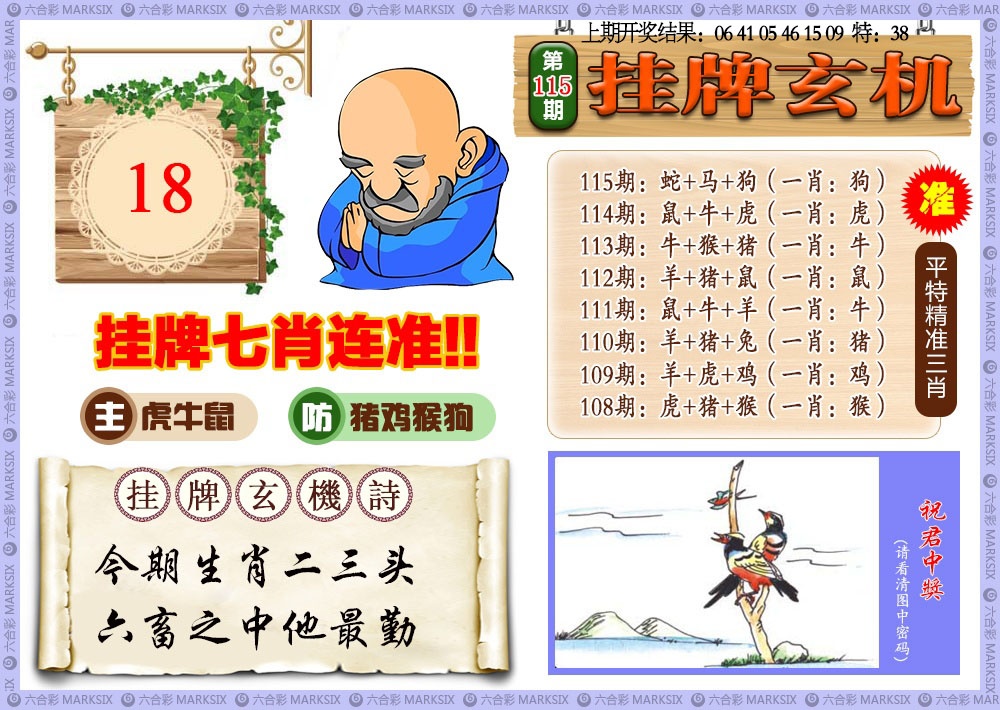 上期开奖结果：06 41 05 46 15 09 特：38
第115期
挂牌玄机
18
115期：蛇+马+狗（一肖：狗）
114期：鼠+牛+虎（一肖：虎）
113期：牛+猴+猪（一肖：牛）
112期：羊+猪+鼠（一肖：鼠）
111期：鼠+牛+羊（一肖：牛）
110期：羊+猪+兔（一肖：猪）
109期：羊+虎+鸡（一肖：鸡）
108期：虎+猪+猴（一肖：猴）
准
平特精准三肖
挂牌七肖连准!!
主 虎牛鼠
防 猪鸡猴狗
挂牌玄機詩
今期生肖二三头
六畜之中他最勤
祝君中奖
（请看清图中密码）
六合彩 MARKSIX